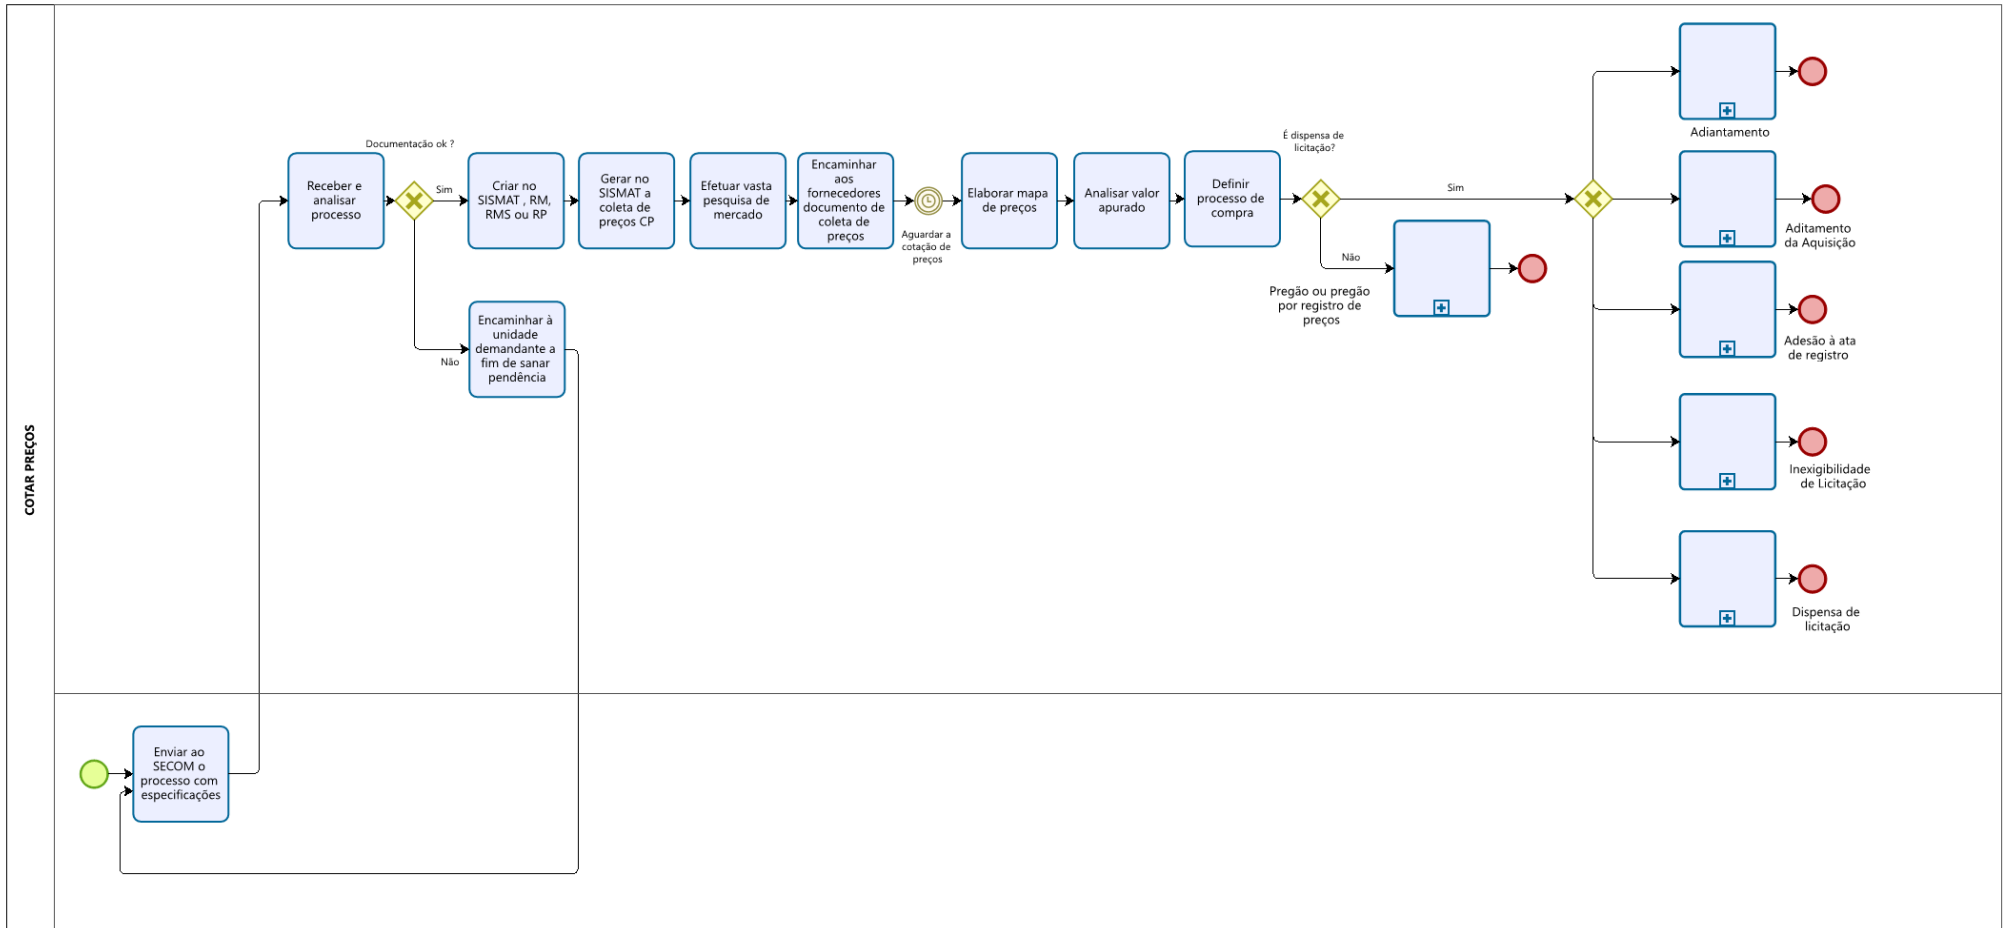 COTAR PREÇOS
Documentação ok ?
Receber e
analisar
processo
Sim
Não
Criar no
SISMAT , RM,
RMS ou RP
Gerar no
SISMAT a
coleta de
preços CP
Efetuar vasta
pesquisa de
mercado
Encaminhar
aos
fornecedores
documento de
coleta de
preços
Aguardar a
cotação de
preços
Elaborar mapa
de preços
Analisar valor
apurado
Definir
processo de
compra
É dispensa de
licitação?
Sim
Não
Pregão ou pregão
por registro de
preços
Adiantamento
Aditamento
da Aquisição
Adesão à ata
de registro
Inexigibilidade
de Licitação
Dispensa de
licitação
Encaminhar à
unidade
demandante a
fim de sanar
pendência
Enviar ao
SECOM o
processo com
especificações